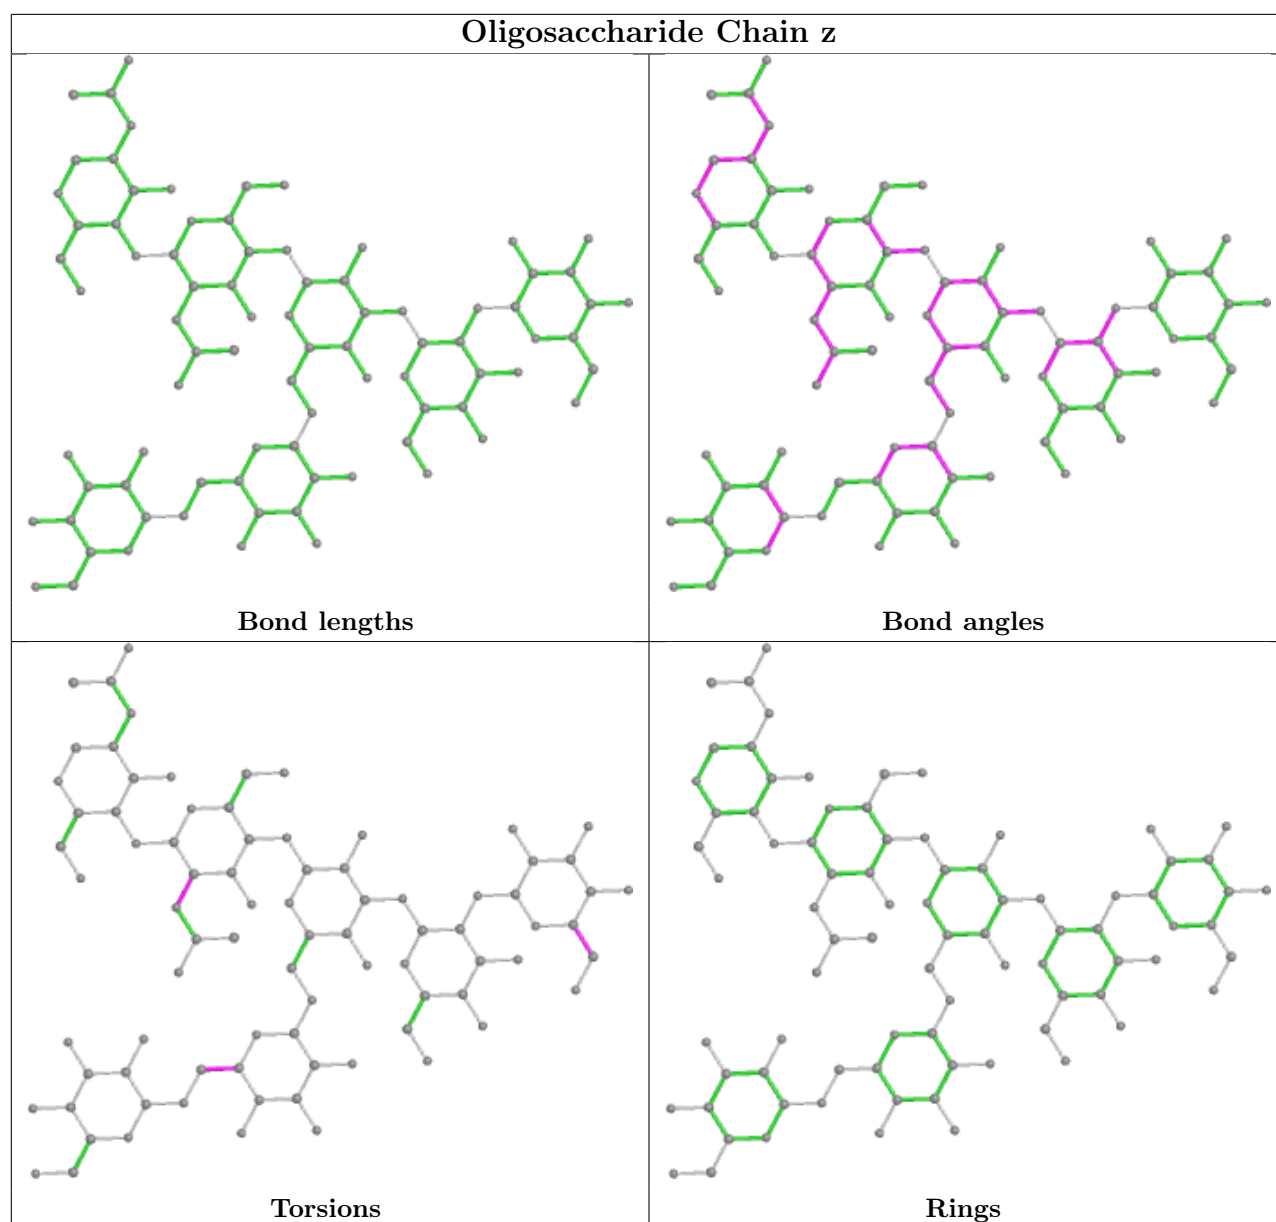 Oligosaccharide Chain z
Bond lengths
Bond angles
Torsions
Rings